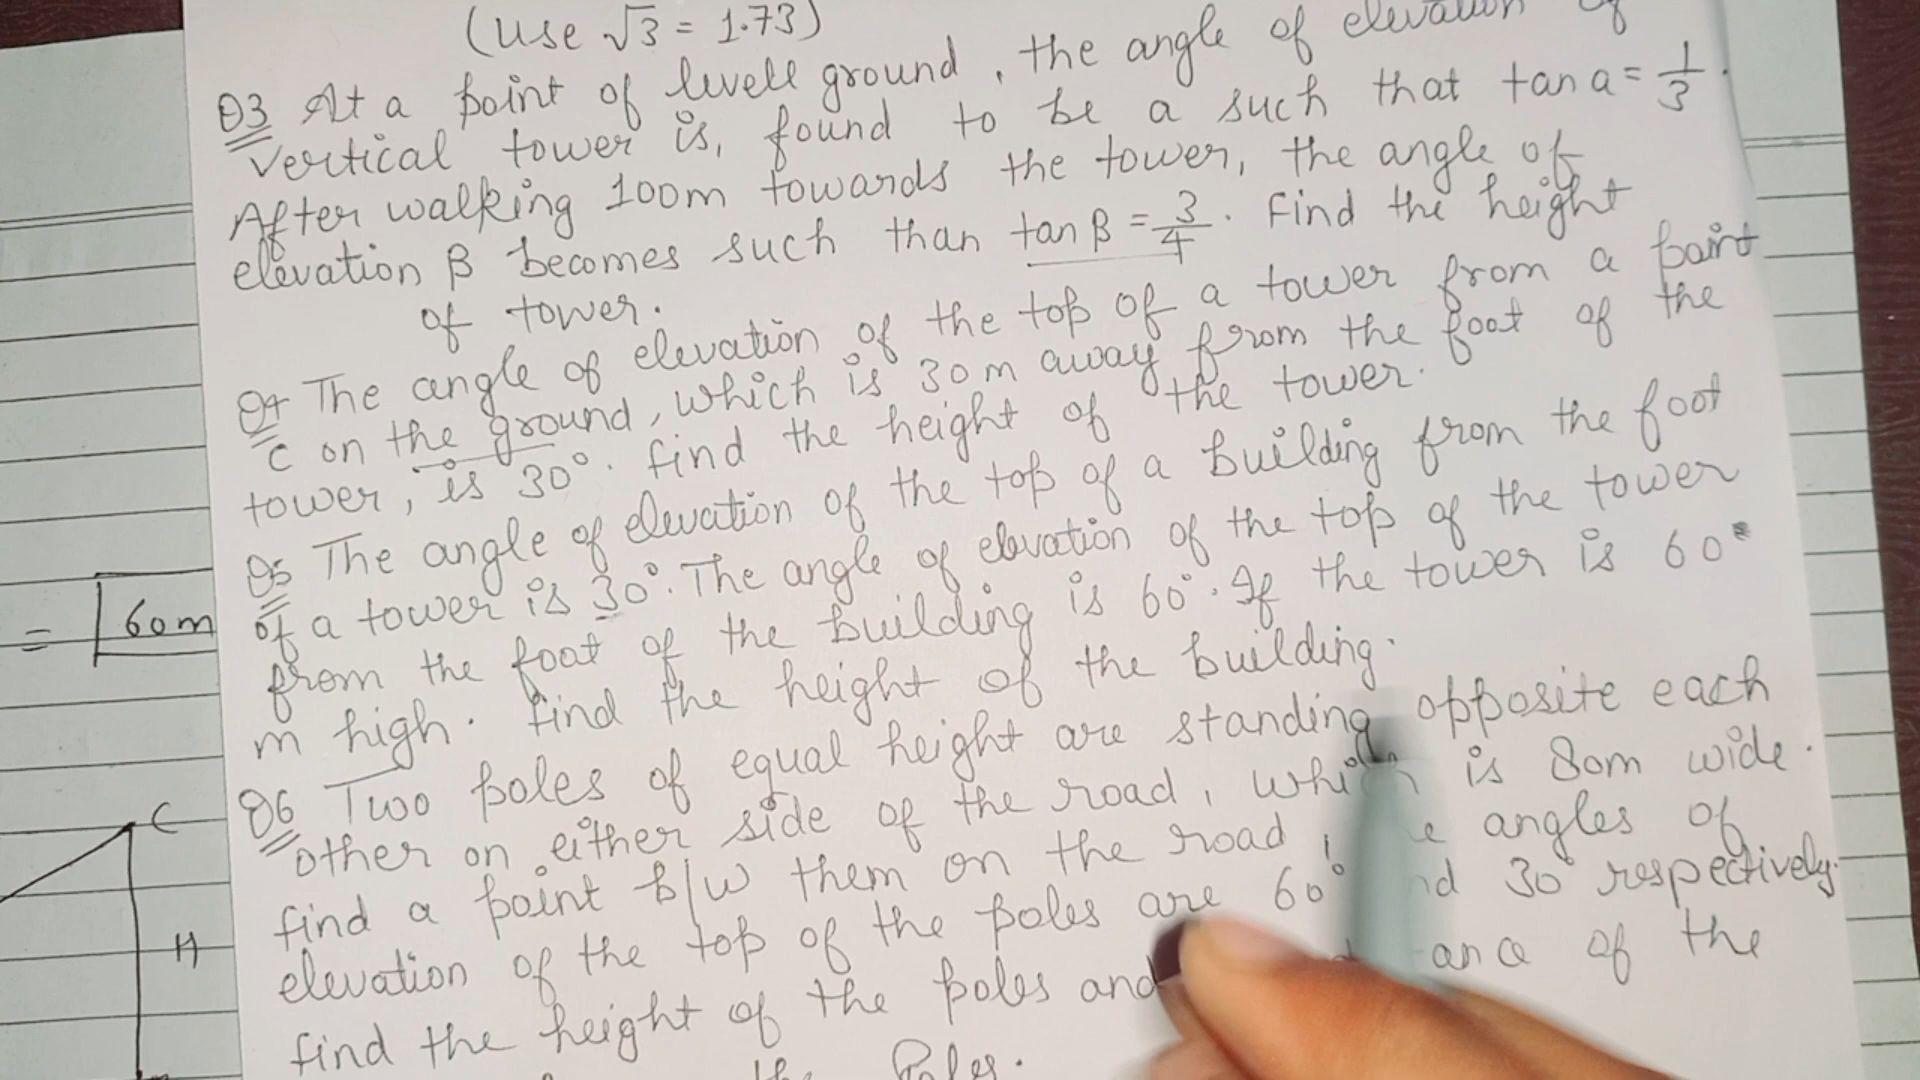 (Use √3 = 1.73)
Q3 At a point of levell ground, the angle of elevation of
vertical tower is, found to be a such that tan a = 1/3.
After walking 100m towards the tower, the angle of
elevation β becomes such than tan β = 3/4. Find the height
of tower.
Q4 The angle of elevation of the top of a tower from a point
C on the ground, which is 30m away from the foot of the
tower, is 30°. find the height of the tower.
Q5 The angle of elevation of the top of a building from the foot
of a tower is 30°. The angle of elevation of the top of the tower
from the foot of the building is 60°. If the tower is 60
m high. find the height of the building.
Q6 Two poles of equal height are standing opposite each
other on either side of the road, is 80m wide.
find a point b/w them on the road, angles of
elevation of the top of the poles are 60° 30° respectively.
find the height of the poles and of the
the Poles.
= 60m
C
H